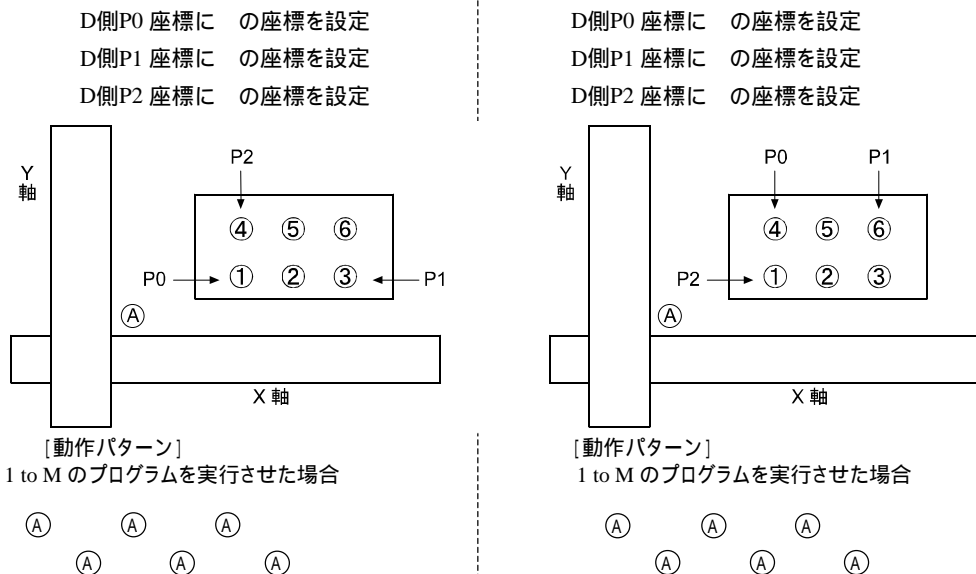 D側P0 座標に の座標を設定
D側P1 座標に の座標を設定
D側P2 座標に の座標を設定
Y
軸
P2
④ ⑤ ⑥
P0 ① ② ③ P1
Ⓐ
X 軸
[動作パターン]
1 to M のプログラムを実行させた場合
Ⓐ Ⓐ Ⓐ
Ⓐ Ⓐ Ⓐ
D側P0 座標に の座標を設定
D側P1 座標に の座標を設定
D側P2 座標に の座標を設定
Y
軸
P0 P1
④ ⑤ ⑥
P2 ① ② ③
Ⓐ
X 軸
[動作パターン]
1 to M のプログラムを実行させた場合
Ⓐ Ⓐ Ⓐ
Ⓐ Ⓐ Ⓐ